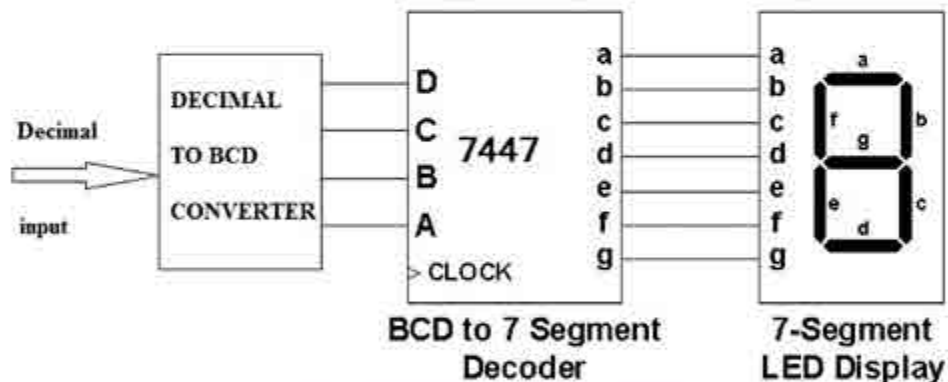 Decimal
input
DECIMAL
TO BCD
CONVERTER
D
C
B
A
7447
> CLOCK
a
b
c
d
e
f
g
BCD to 7 Segment
Decoder
a
b
c
d
e
f
g
a
f
b
g
e
c
d
7-Segment
LED Display